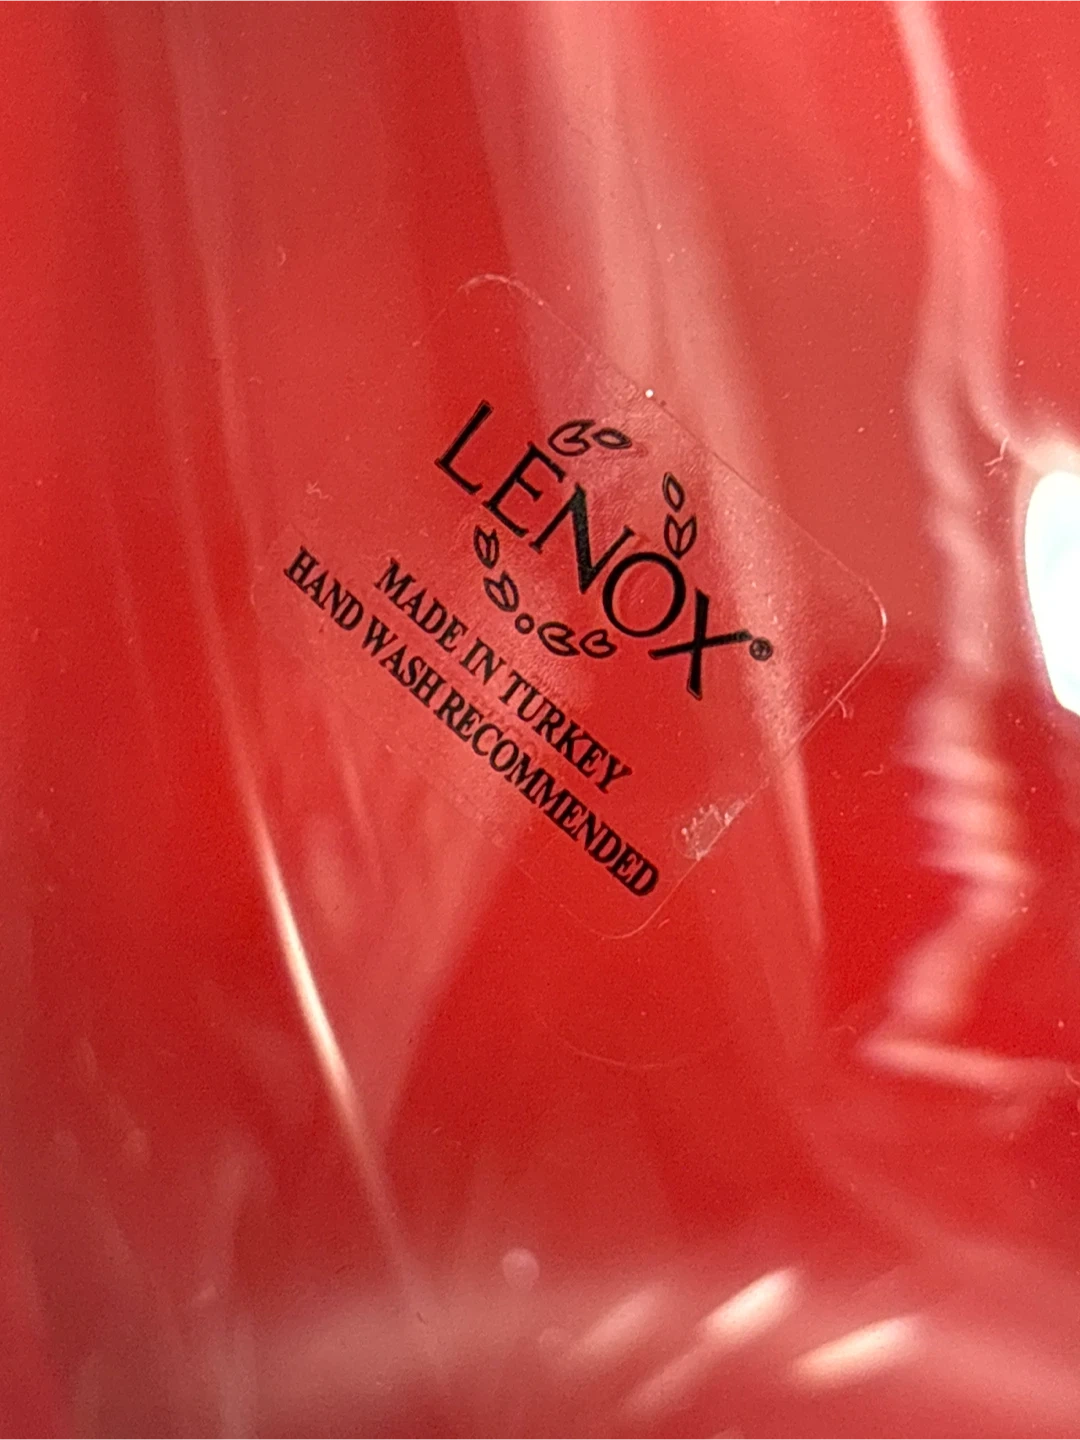 LENOX®
MADE IN TURKEY
HAND WASH RECOMMENDED